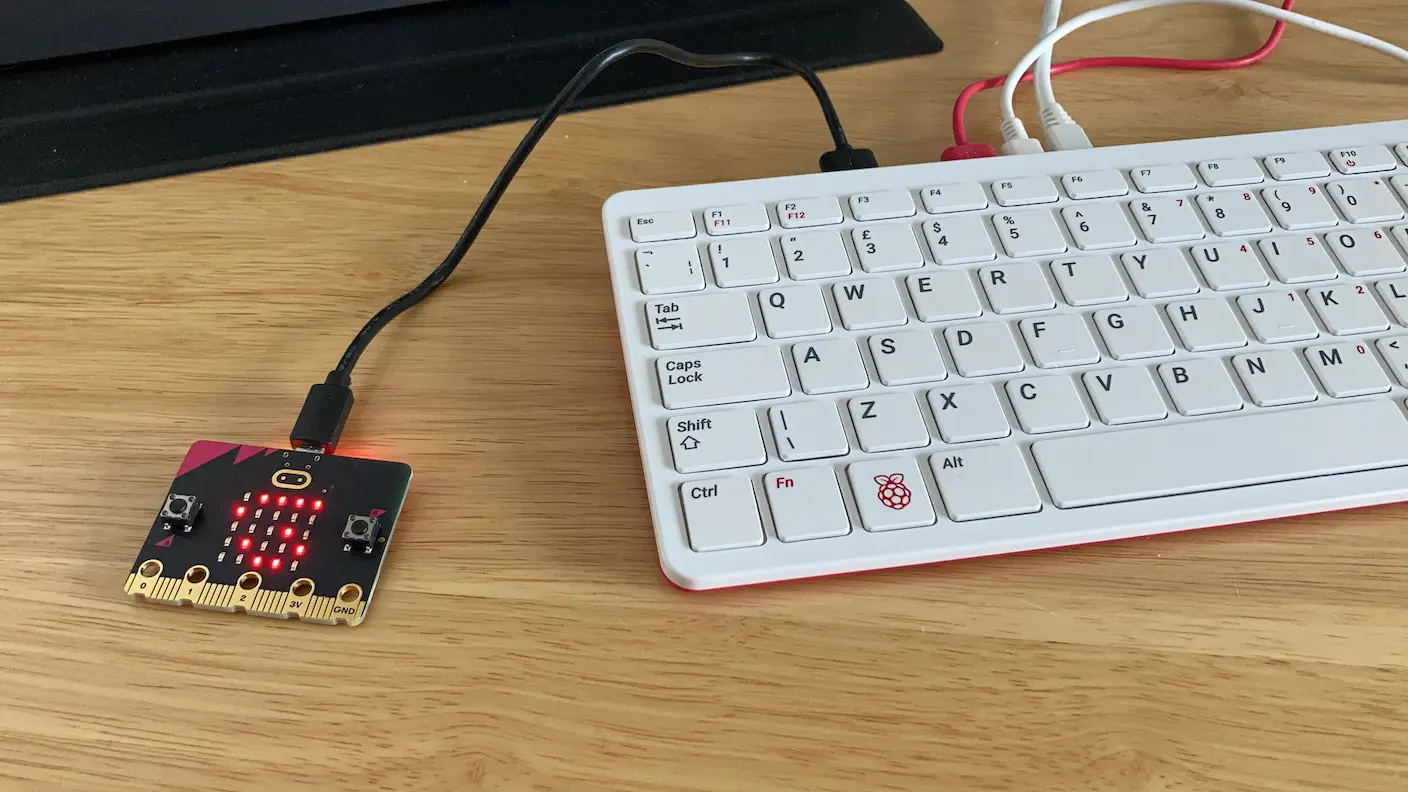 Esc
F1 F11
F2 F12
F3
F4
F5
F6
F7
F8
F9
F10
¬ ` ¦
! 1
" 2
£ 3
$ 4
% 5
^ 6
& 7 7
* 8 8
( 9 9
) 0 *
Tab
Q
W
E
R
T
Y
U 4
I 5
O 6
Caps
Lock
A
S
D
F
G
H
J 1
K 2
L
Shift
| \
Z
X
C
V
B
N
M 0
< ,
Ctrl
Fn
Alt
0 1 2 3V GND